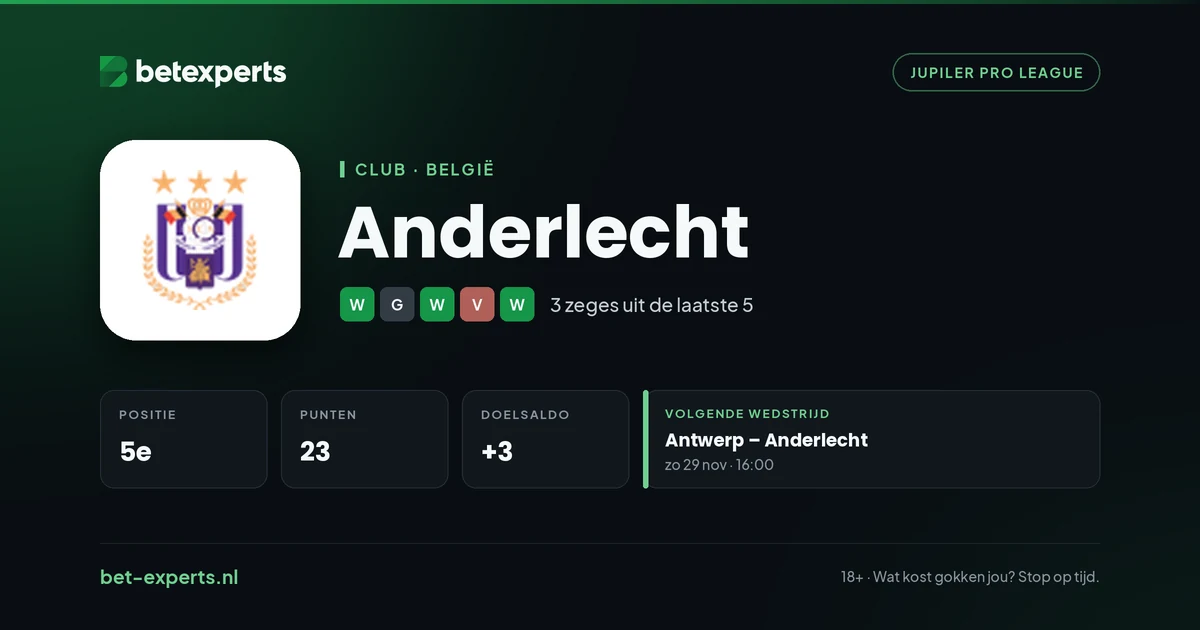 betexperts
JUPILER PRO LEAGUE
CLUB · BELGIË
Anderlecht
W G W V W 3 zeges uit de laatste 5
POSITIE
5e
PUNTEN
23
DOELSALDO
+3
VOLGENDE WEDSTRIJD
Antwerp – Anderlecht
zo 29 nov · 16:00
bet-experts.nl
18+ · Wat kost gokken jou? Stop op tijd.